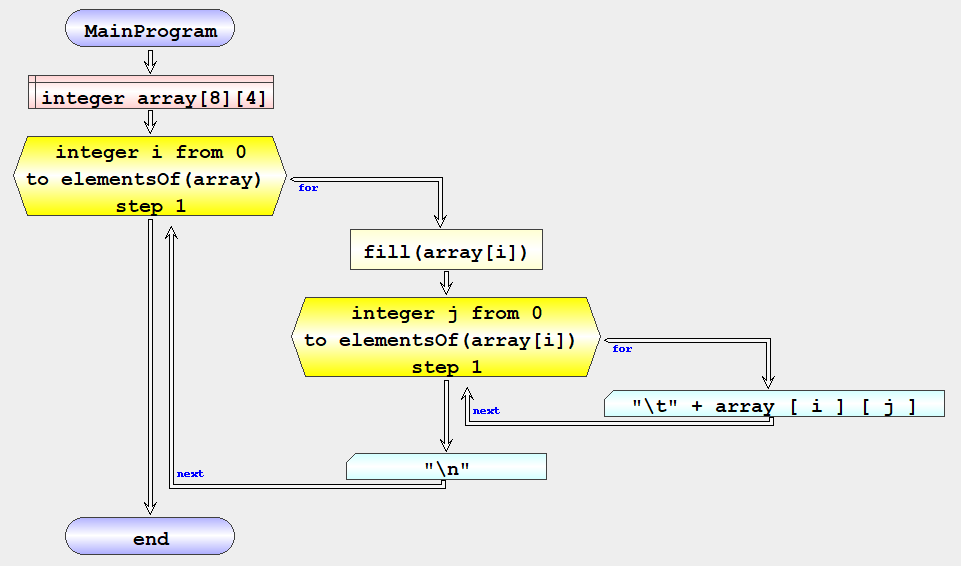 MainProgram
integer array[8][4]
integer i from 0
to elementsOf(array)
step 1
for
fill(array[i])
integer j from 0
to elementsOf(array[i])
step 1
for
"\t" + array [ i ] [ j ]
next
"\n"
next
end